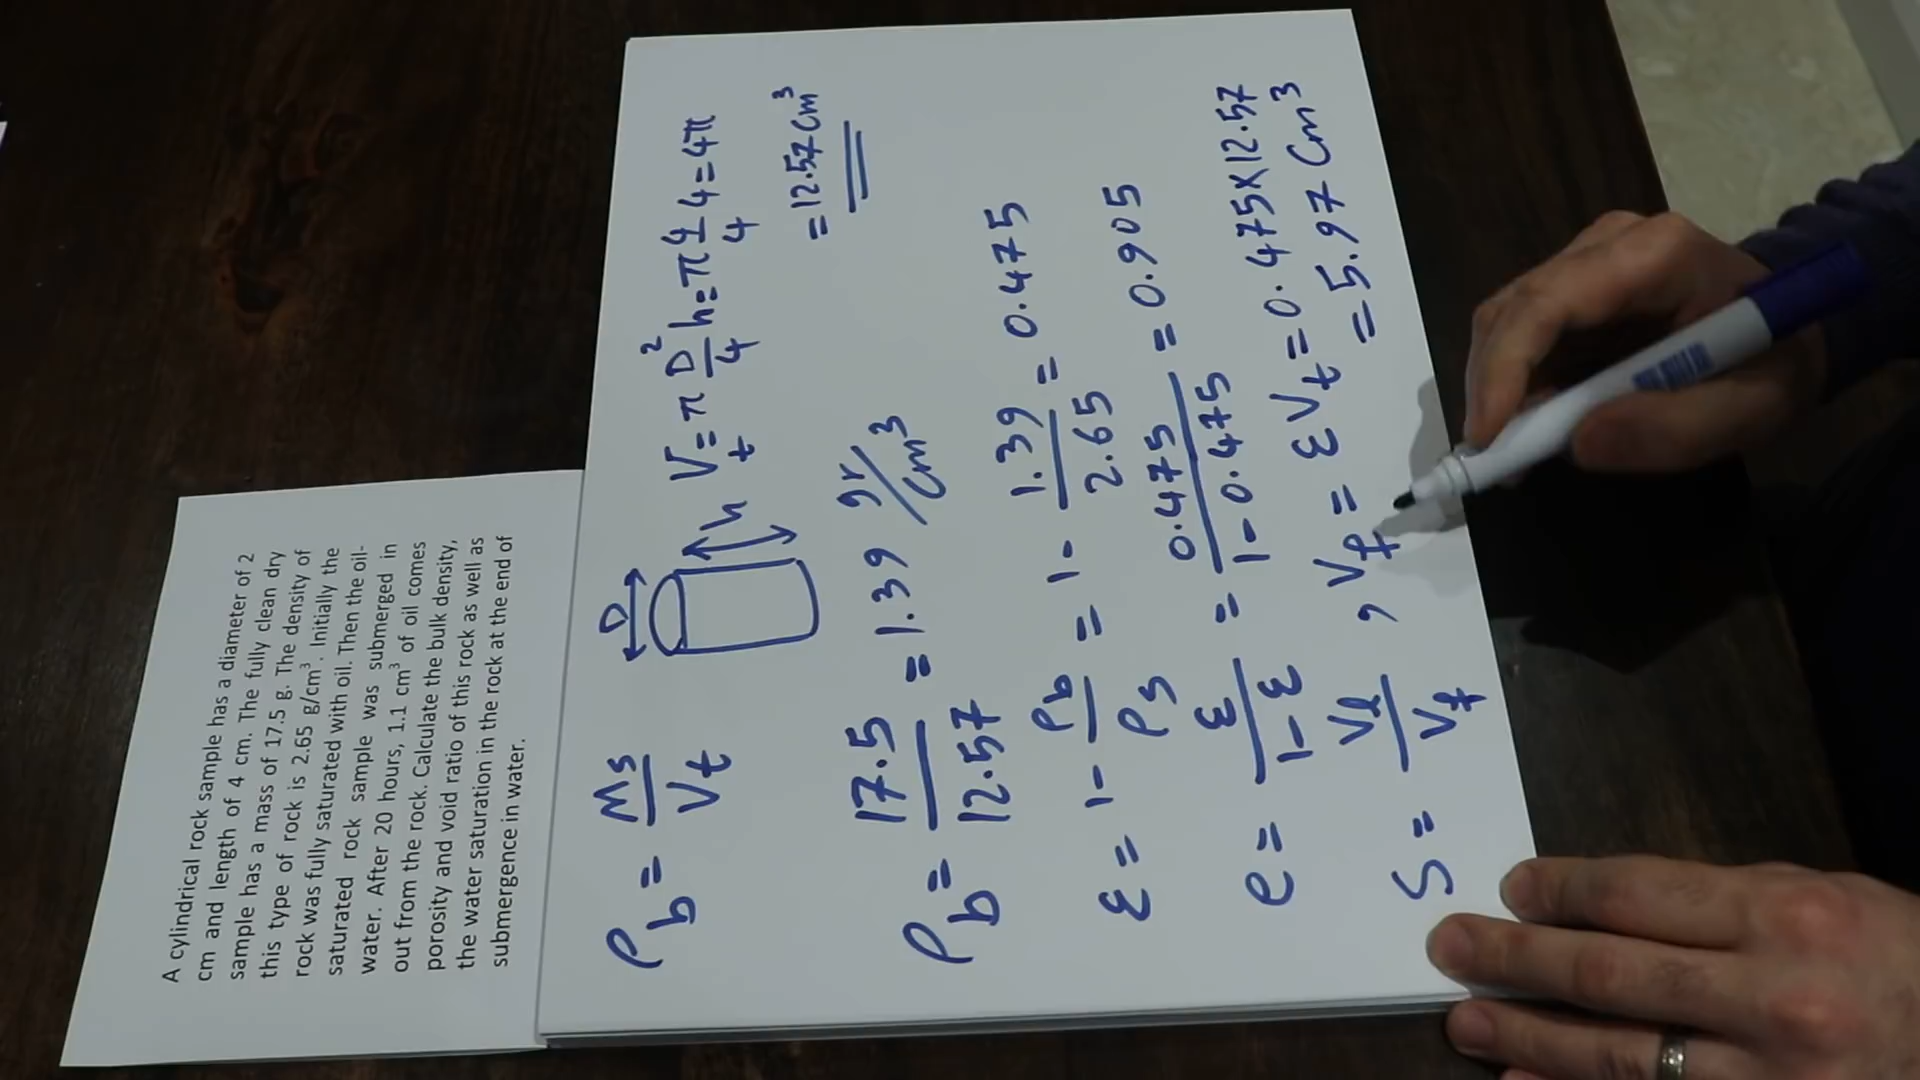 A cylindrical rock sample has a diameter of 2
cm and length of 4 cm. The fully clean dry
sample has a mass of 17.5 g. The density of
this type of rock is 2.65 g/cm³. Initially the
rock was fully saturated with oil. Then the oil-
saturated rock sample was submerged in
water. After 20 hours, 1.1 cm³ of oil comes
out from the rock. Calculate the bulk density,
porosity and void ratio of this rock as well as
the water saturation in the rock at the end of
submergence in water.
ρb = Ms/Vt
D
h
Vt = π D²/4 h = π 4/4 4 = 4π
= 12.57 cm³
ρb = 17.5/12.57 = 1.39 gr/cm³
ε = 1 - ρb/ρs = 1 - 1.39/2.65 = 0.475
e = ε/1-ε = 0.475/1-0.475 = 0.905
S = Vl/Vf , Vf = εVt = 0.475×12.57
= 5.97 cm³